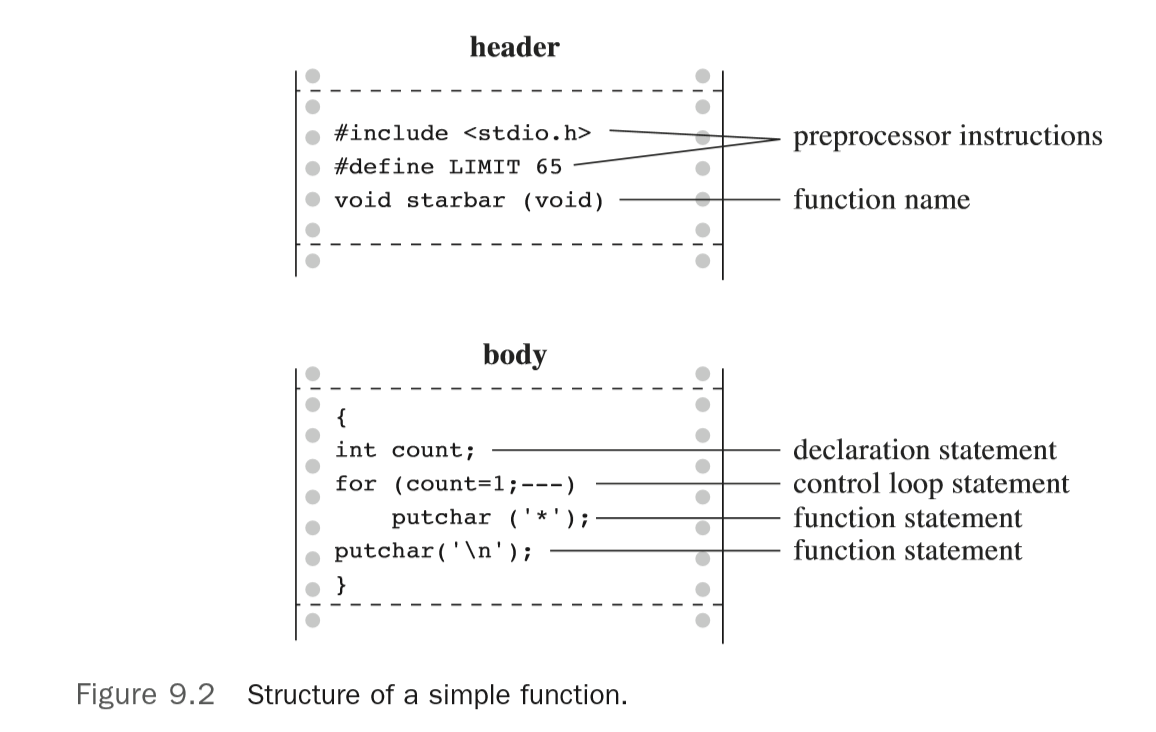 header
#include <stdio.h>
#define LIMIT 65
preprocessor instructions
void starbar (void)
function name
body
{
int count;
declaration statement
for (count=1;---)
control loop statement
putchar ('*');
function statement
putchar('\n');
function statement
}
Figure 9.2 Structure of a simple function.